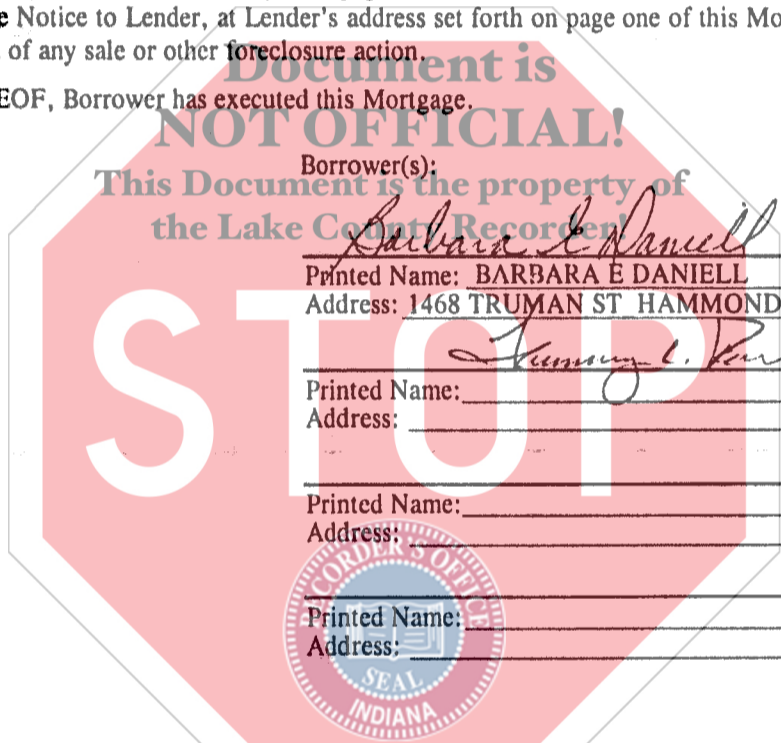 e Notice to Lender, at Lender's address set forth on page one of this Mo
of any sale or other foreclosure action.
Document is
EOF, Borrower has executed this Mortgage.
NOT OFFICIAL!
Borrower(s):
This Document is the property of
the Lake County Recorder!
Barbara E Daniell
Printed Name: BARBARA E DANIELL
Address: 1468 TRUMAN ST HAMMOND
Printed Name:
Address:
STOP
Printed Name:
Address:
RECORDER'S OFFICE
Printed Name:
Address:
SEAL
INDIANA